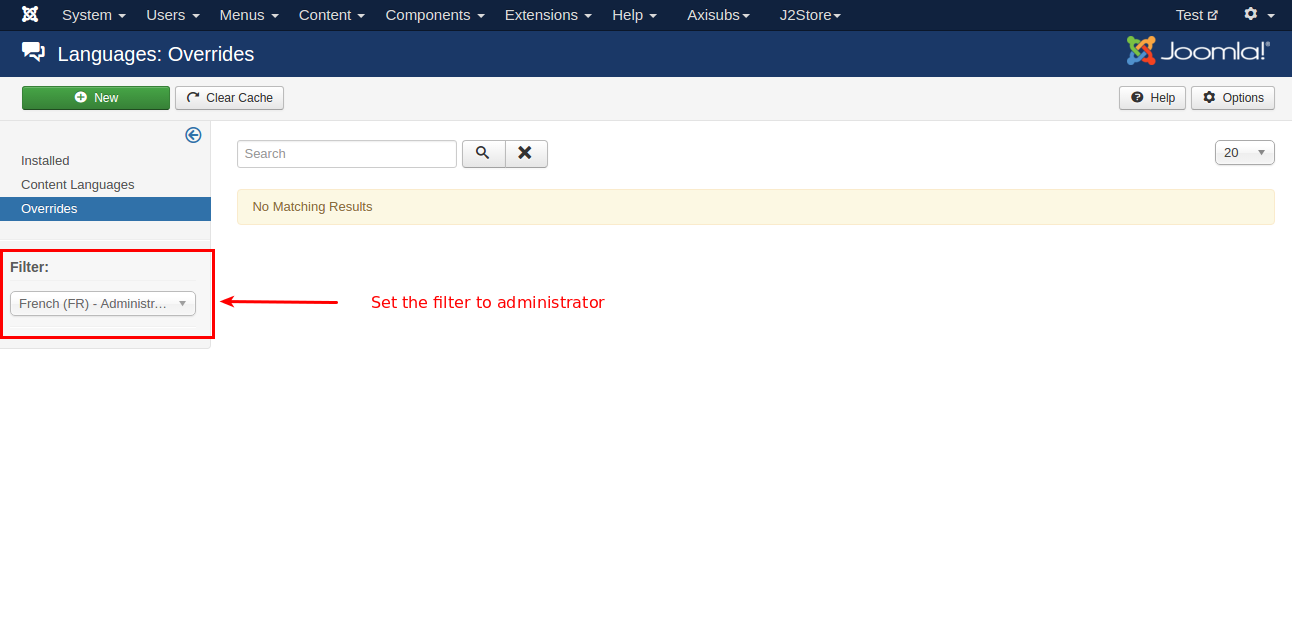 System Users Menus Content Components Extensions Help Axisubs J2Store Test
Languages: Overrides
Joomla!®
New Clear Cache Help Options
Installed
Content Languages
Overrides
Search
20
No Matching Results
Filter:
French (FR) - Administr...
Set the filter to administrator